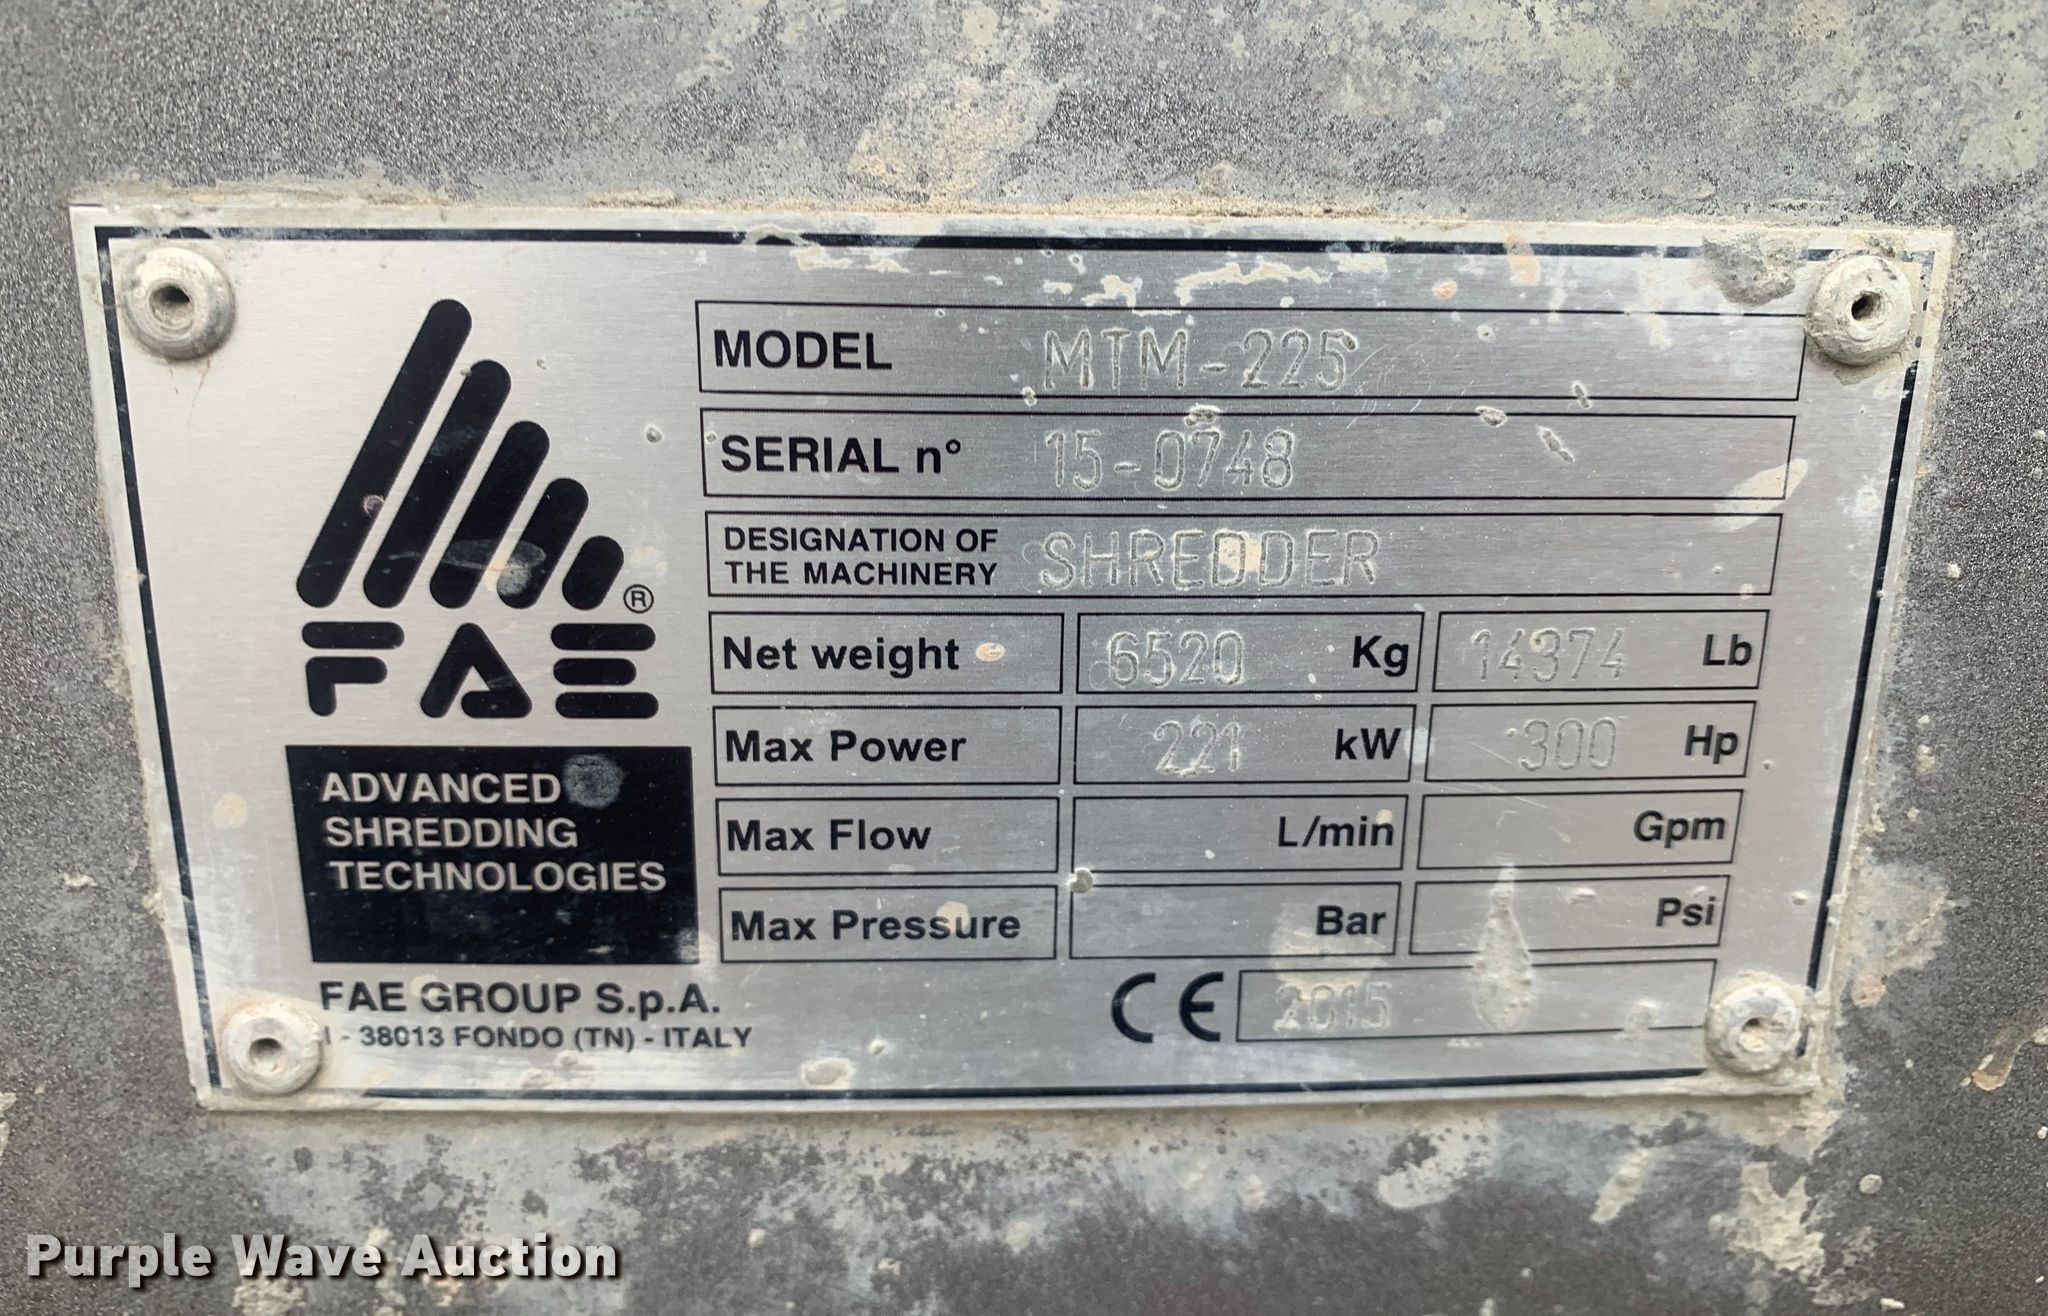 MODEL MTM-225
SERIAL n° 15-0748
DESIGNATION OF
THE MACHINERY SHREDDER
Net weight 6520 Kg 14374 Lb
Max Power 221 kW 300 Hp
Max Flow L/min Gpm
Max Pressure Bar Psi
CE 2015
®
FAE
ADVANCED
SHREDDING
TECHNOLOGIES
FAE GROUP S.p.A.
I - 38013 FONDO (TN) - ITALY
Purple Wave Auction